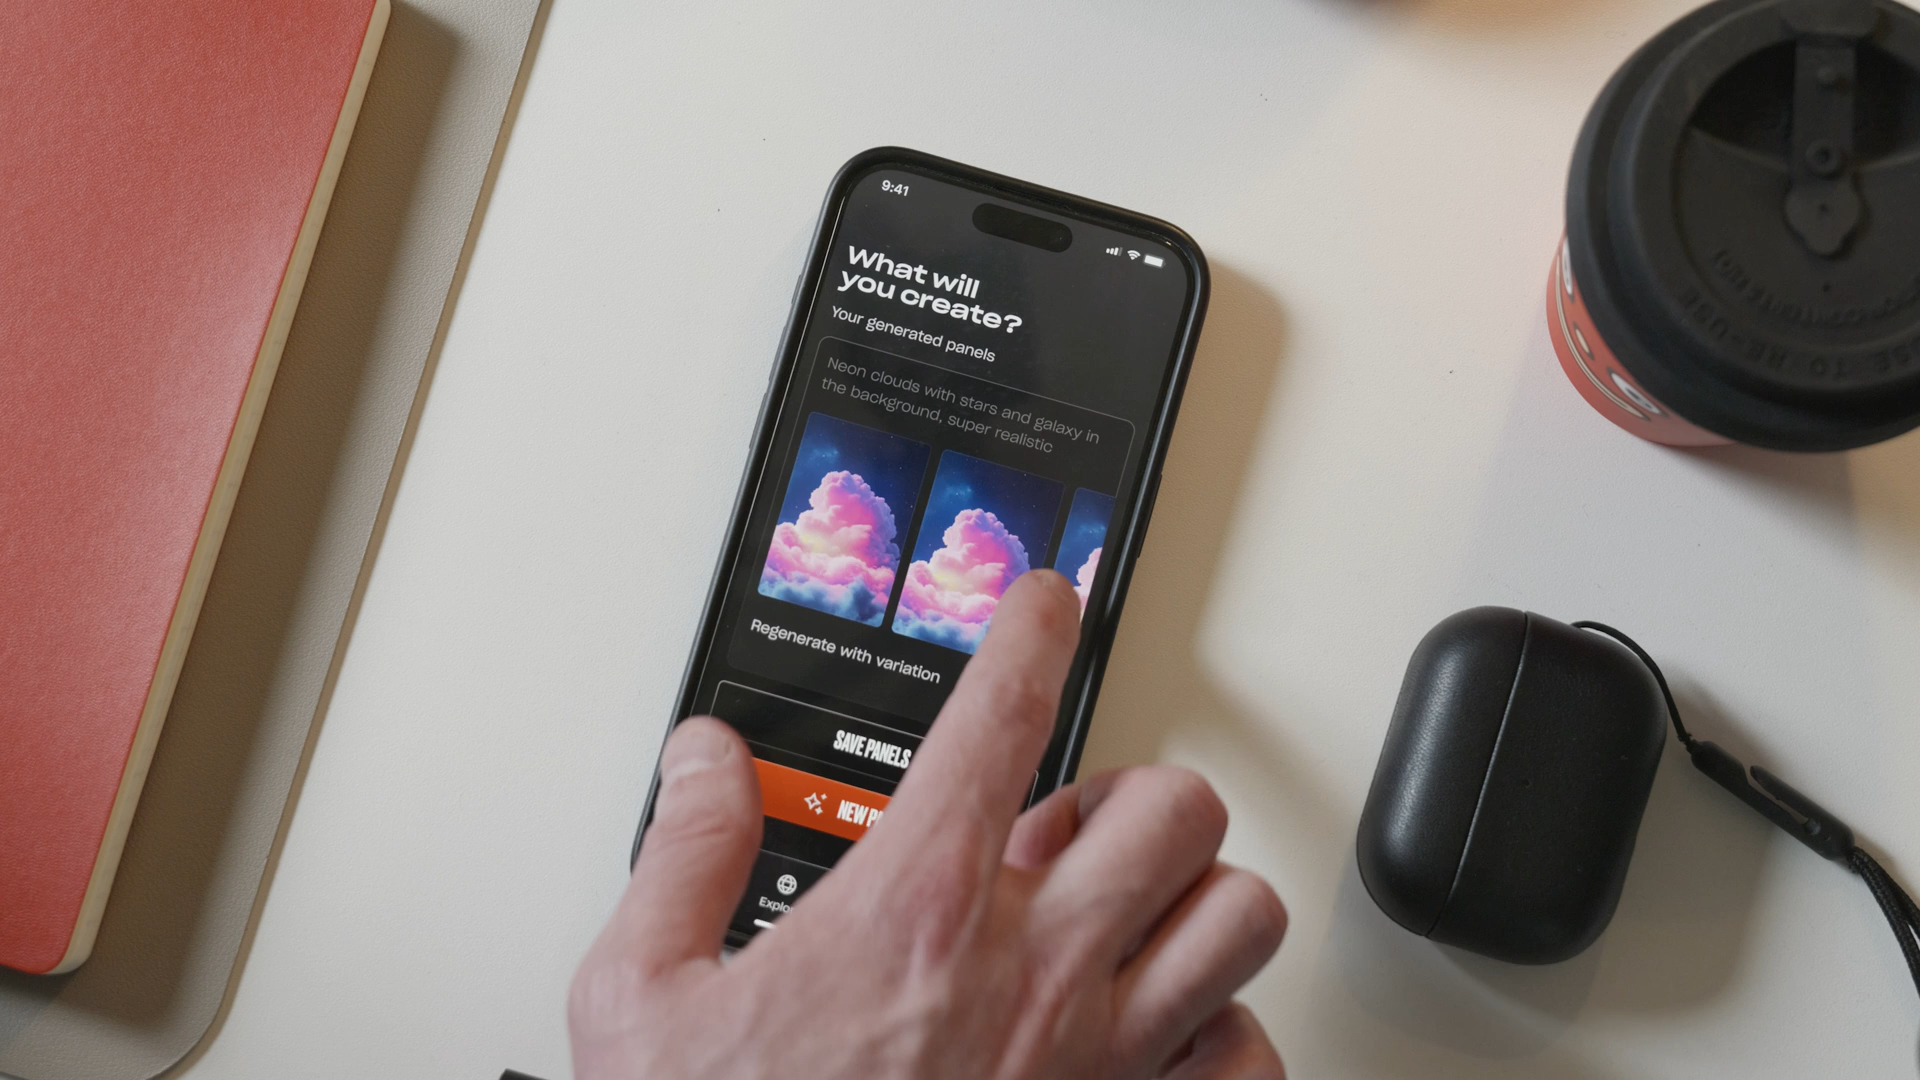 9:41
What will
you create?
Your generated panels
Neon clouds with stars and galaxy in
the background, super realistic
Regenerate with variation
SAVE PANELS
NEW